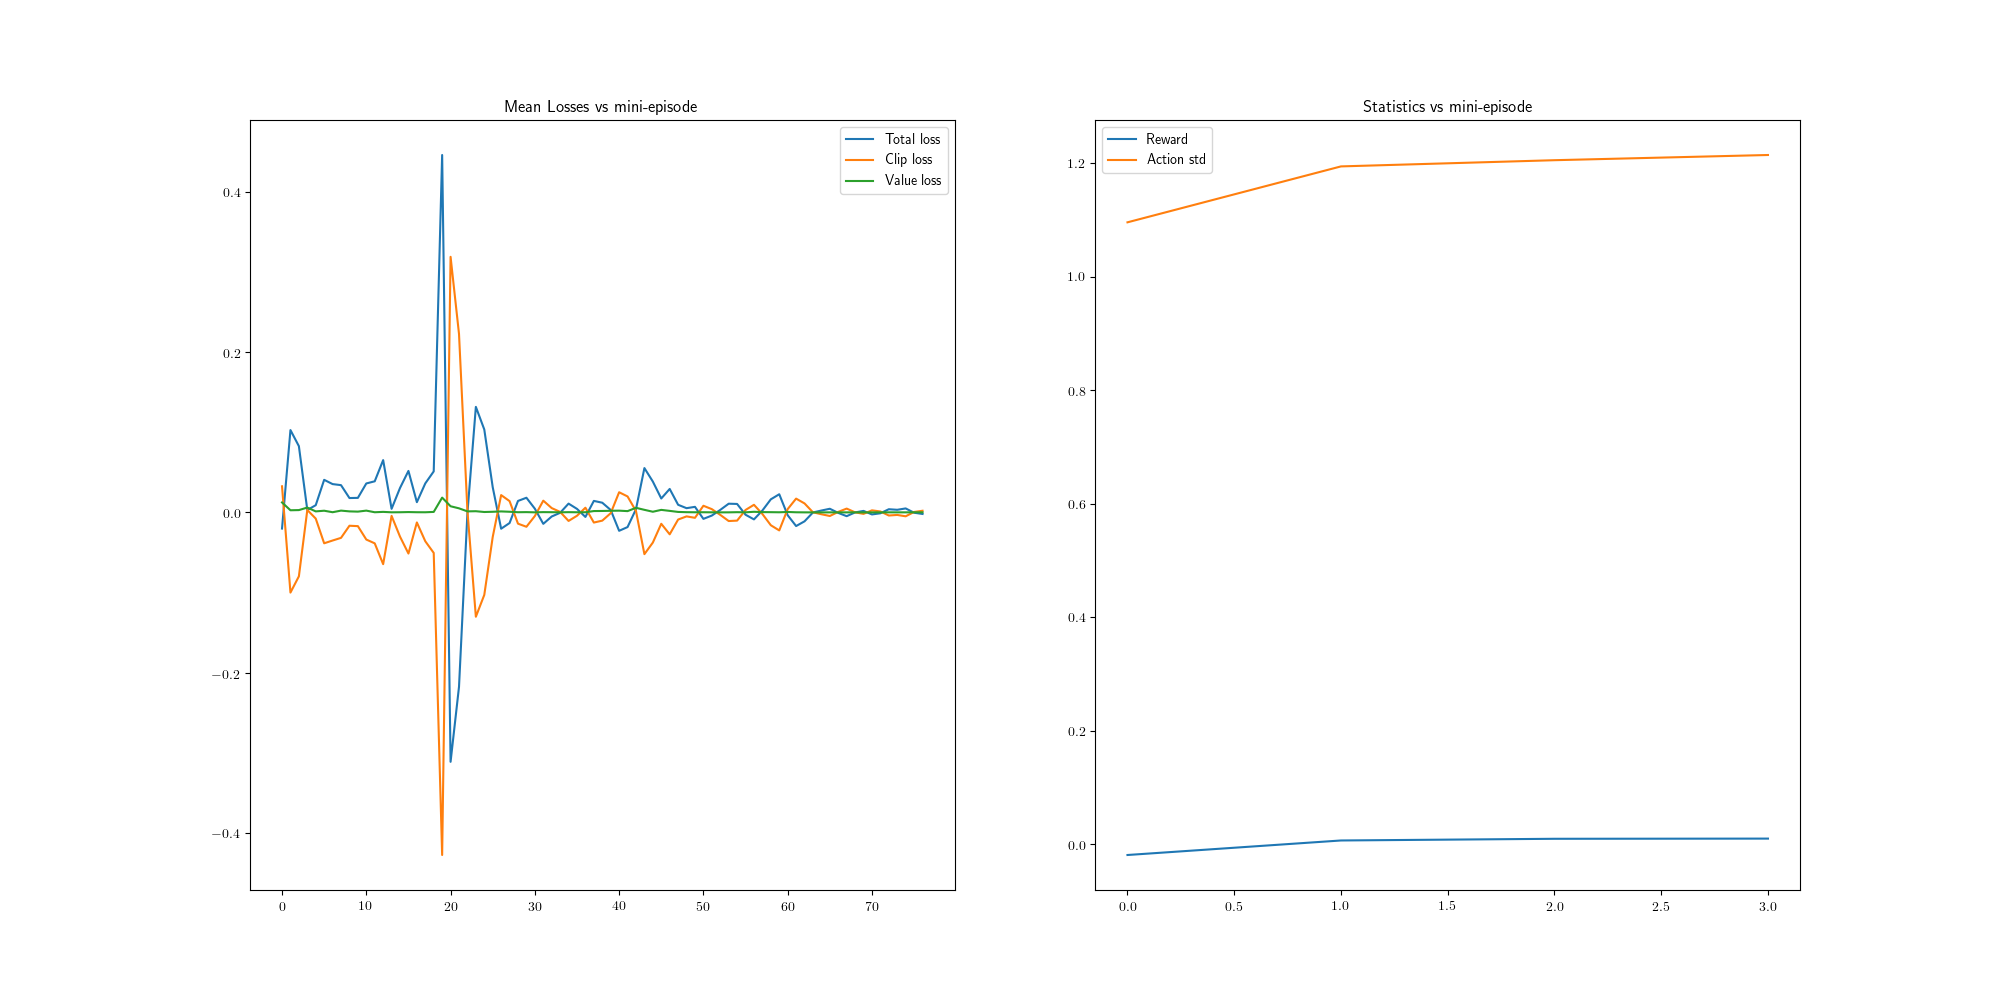 Mean Losses vs mini-episode
Total loss
Clip loss
Value loss
0.4
0.2
0.0
−0.2
−0.4
0 10 20 30 40 50 60 70
Statistics vs mini-episode
Reward
Action std
1.2
1.0
0.8
0.6
0.4
0.2
0.0
0.0 0.5 1.0 1.5 2.0 2.5 3.0